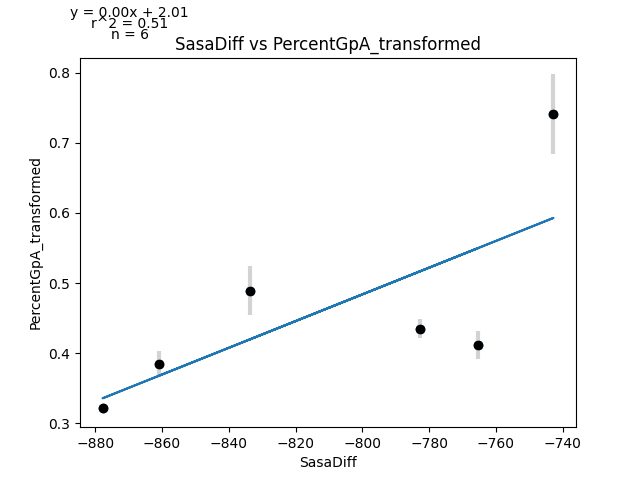 y = 0.00x + 2.01
r^2 = 0.51
n = 6
SasaDiff vs PercentGpA_transformed
0.8
0.7
0.6
0.5
0.4
0.3
PercentGpA_transformed
−880 −860 −840 −820 −800 −780 −760 −740
SasaDiff